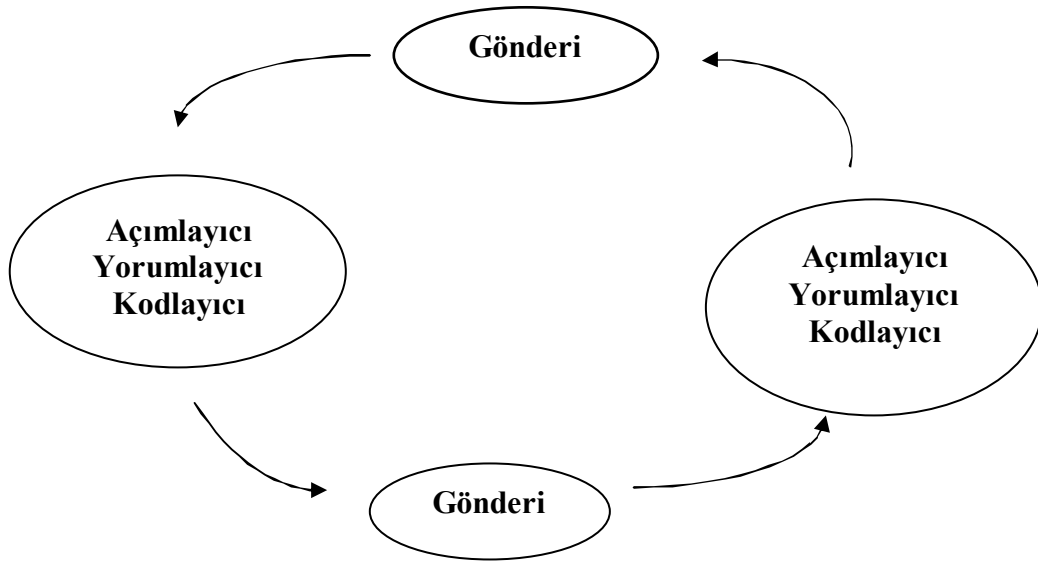 Gönderi
Açımlayıcı
Yorumlayıcı
Kodlayıcı
Açımlayıcı
Yorumlayıcı
Kodlayıcı
Gönderi